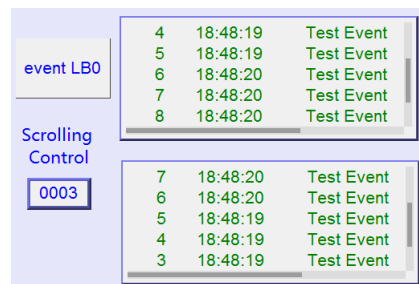 event LB0
Scrolling
Control
0003
4 18:48:19 Test Event
5 18:48:19 Test Event
6 18:48:20 Test Event
7 18:48:20 Test Event
8 18:48:20 Test Event
7 18:48:20 Test Event
6 18:48:20 Test Event
5 18:48:19 Test Event
4 18:48:19 Test Event
3 18:48:19 Test Event